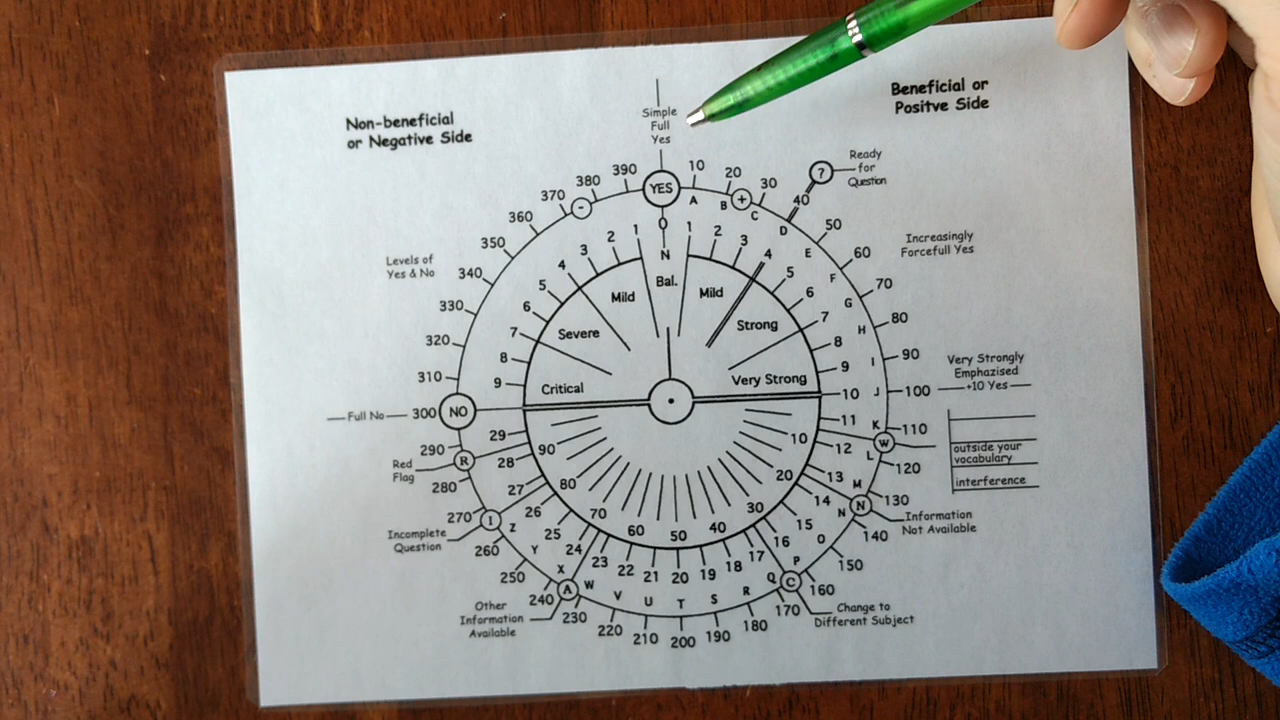 Non-beneficial
or Negative Side
Beneficial or
Positve Side
Simple
Full
Yes
Ready
for
Question
Levels of
Yes & No
Increasingly
Forcefull Yes
Very Strongly
Emphazised
+10 Yes
outside your
vocabulary
interference
Information
Not Available
Change to
Different Subject
Other
Information
Available
Incomplete
Question
Red
Flag
Full No
YES
+
?
W
N
C
A
I
R
NO
-
10
20
30
40
50
60
70
80
90
100
110
120
130
140
150
160
170
180
190
200
210
220
230
240
250
260
270
280
290
300
310
320
330
340
350
360
370
380
390
A
B
C
D
E
F
G
H
I
J
K
L
M
N
O
P
Q
R
S
T
U
V
W
X
Y
Z
0
N
Bal.
1
2
3
4
5
6
7
8
9
10
11
12
13
14
15
16
17
18
19
20
21
22
23
24
25
26
27
28
29
9
8
7
6
5
4
3
2
1
Mild
Severe
Critical
Mild
Strong
Very Strong
10
20
30
40
50
60
70
80
90